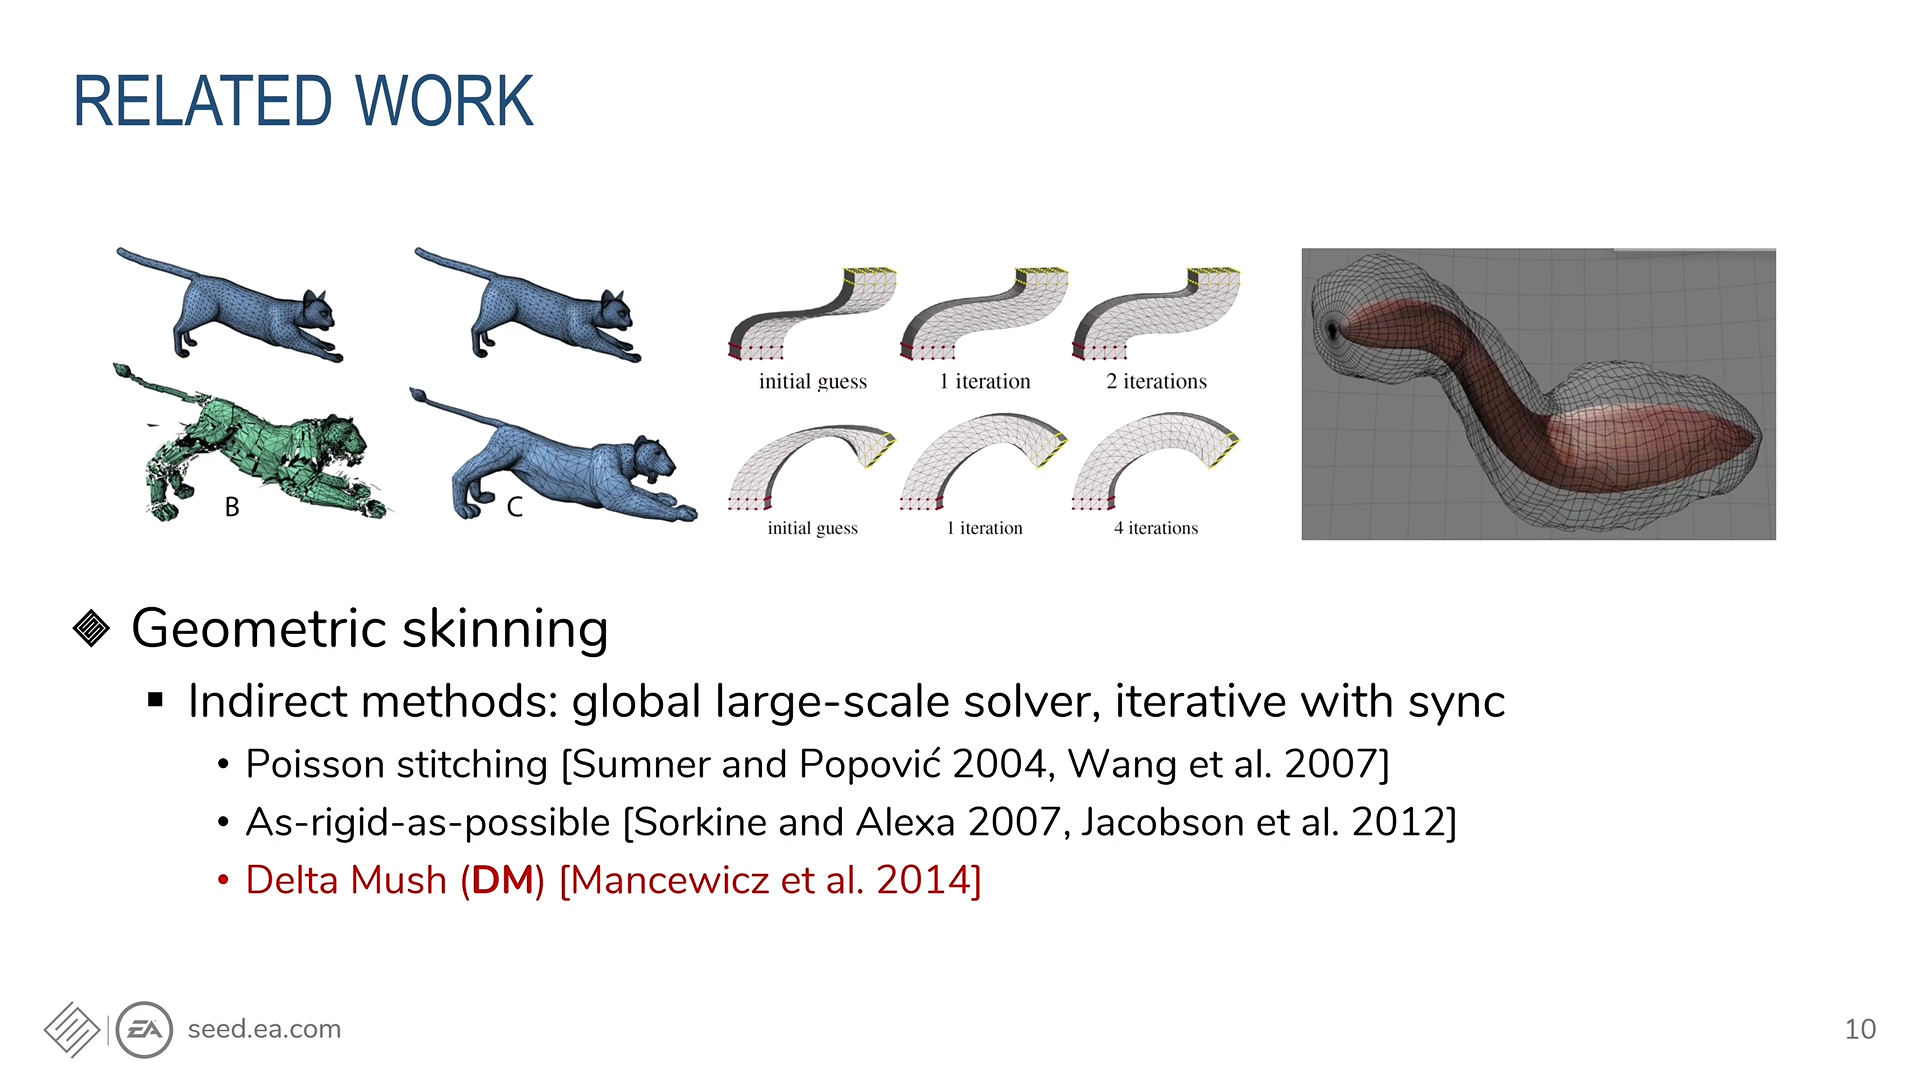 RELATED WORK
B
C
initial guess
1 iteration
2 iterations
initial guess
1 iteration
4 iterations
Geometric skinning
Indirect methods: global large-scale solver, iterative with sync
Poisson stitching [Sumner and Popović 2004, Wang et al. 2007]
As-rigid-as-possible [Sorkine and Alexa 2007, Jacobson et al. 2012]
Delta Mush (DM) [Mancewicz et al. 2014]
EA
seed.ea.com
10